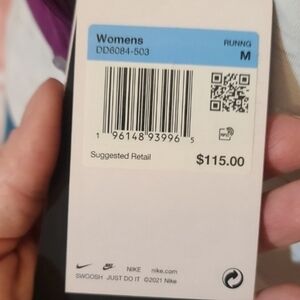 Womens RUNNG
DD6084-503 M
1 96148 93996 5
Suggested Retail $115.00
NIKE nike.com
SWOOSH JUST DO IT ©2021 Nike